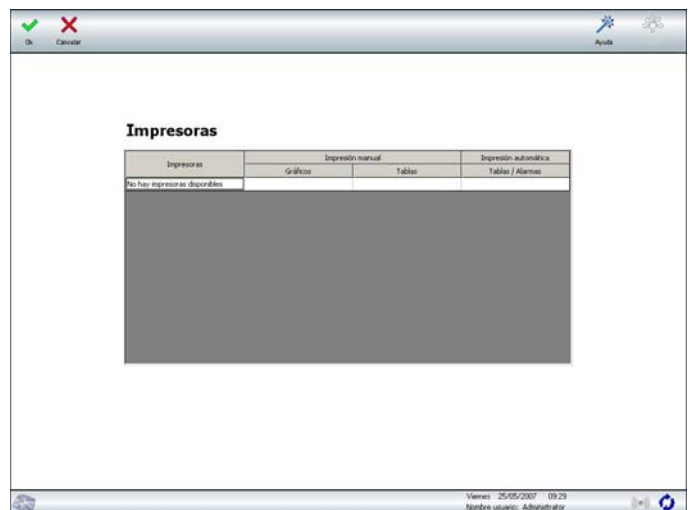 Ok Cancelar Ayuda
Impresoras
Impresoras Impresión manual Impresión automática
Gráficos Tablas Tablas / Alarmas
No hay impresoras disponibles
Viernes 25/05/2007 09:29
Nombre usuario: Administrator